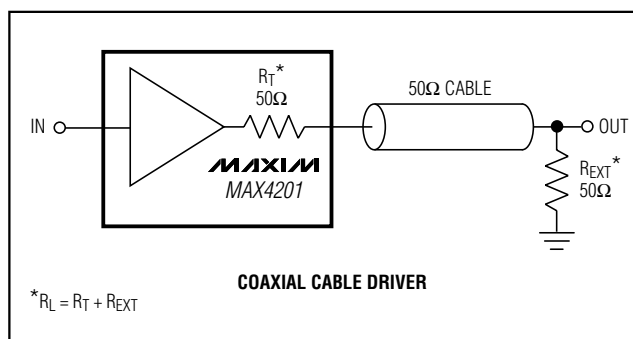 R_T*
50Ω
50Ω CABLE
IN
OUT
MAXIM
MAX4201
R_EXT*
50Ω
COAXIAL CABLE DRIVER
*R_L = R_T + R_EXT